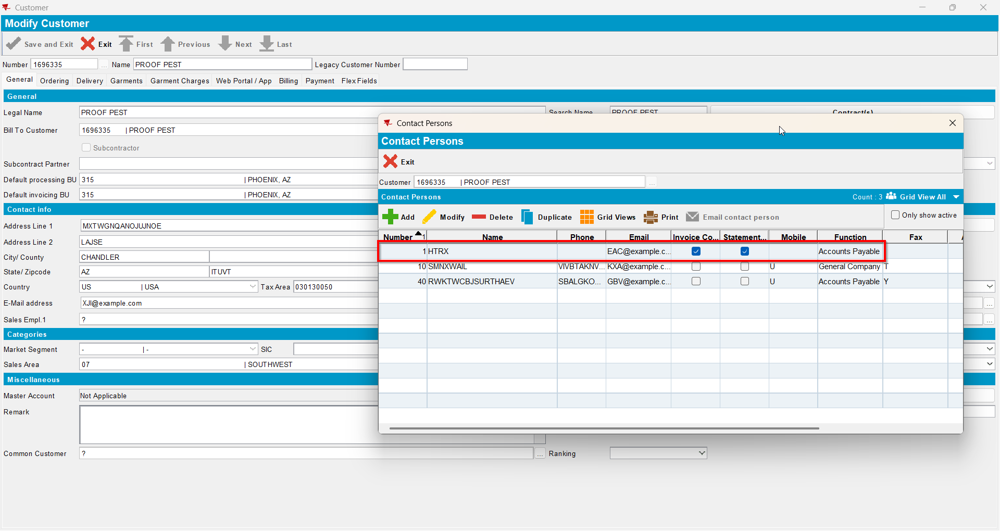 Customer
Modify Customer
Save and Exit Exit First Previous Next Last
Number 1696335 ... Name PROOF PEST Legacy Customer Number
General Ordering Delivery Garments Garment Charges Web Portal / App Billing Payment FlexFields
General
Legal Name PROOF PEST Search Name PROOF PEST Contract(s)
Bill To Customer 1696335 | PROOF PEST
Subcontractor
Subcontract Partner
Default processing BU 315 | PHOENIX, AZ
Default invoicing BU 315 | PHOENIX, AZ
Contact info
Address Line 1 MXTWGNQANOJUJNOE
Address Line 2 LAJSE
City/ County CHANDLER
State/ Zipcode AZ ITUVT
Country US | USA Tax Area 030130050
E-Mail address XJI@example.com ...
Sales Empl.1 ? ...
Categories
Market Segment - | - SIC
Sales Area 07 | SOUTHWEST
Miscellaneous
Master Account Not Applicable
Remark
Common Customer ? ... Ranking
Contact Persons
Contact Persons
Exit
Customer 1696335 | PROOF PEST ...
Contact Persons Count : 3 Grid View All
Add Modify Delete Duplicate Grid Views Print Email contact person Only show active
Number 1 Name Phone Email Invoice Co... Statement... Mobile Function Fax
1 HTRX EAC@example.c... Accounts Payable
10 SMNXWAIL VIVBTAKNV... KXA@example.c... U General Company T
40 RWKTWCBJSURTHAEV SBALGKO... GBV@example.c... U Accounts Payable Y